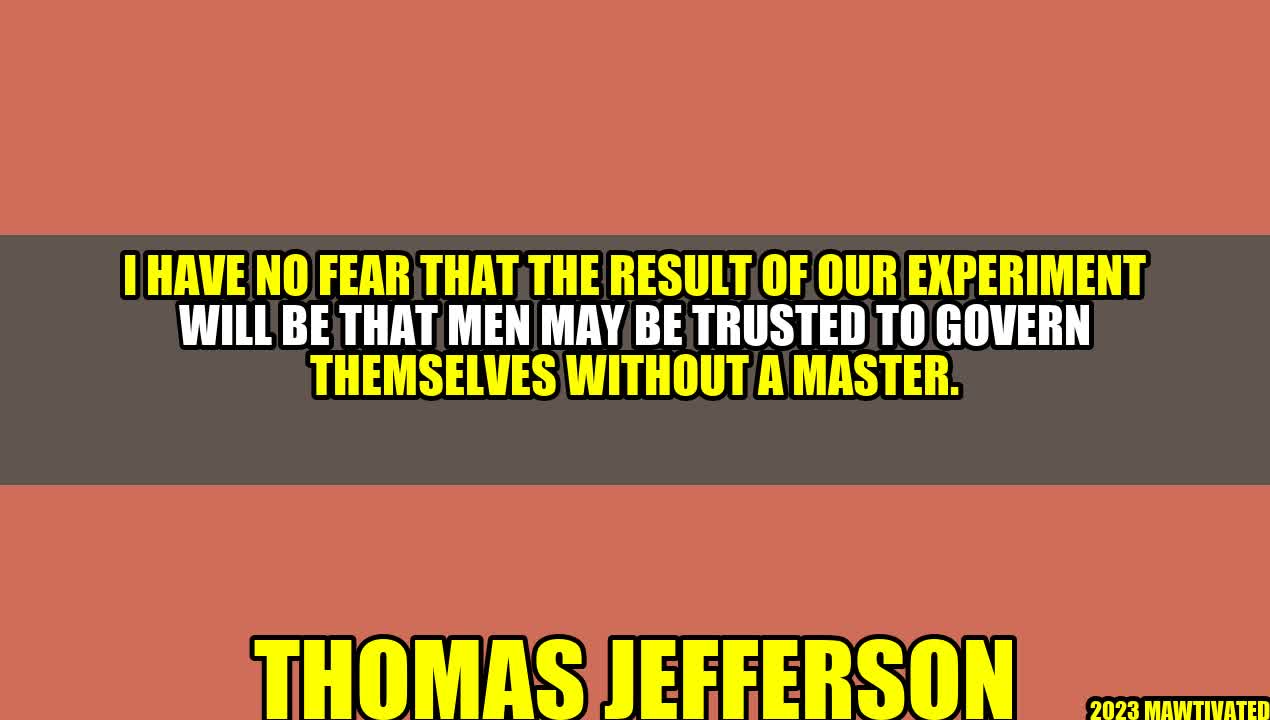 I HAVE NO FEAR THAT THE RESULT OF OUR EXPERIMENT
WILL BE THAT MEN MAY BE TRUSTED TO GOVERN
THEMSELVES WITHOUT A MASTER.
THOMAS JEFFERSON
2023 MAWTIVATED